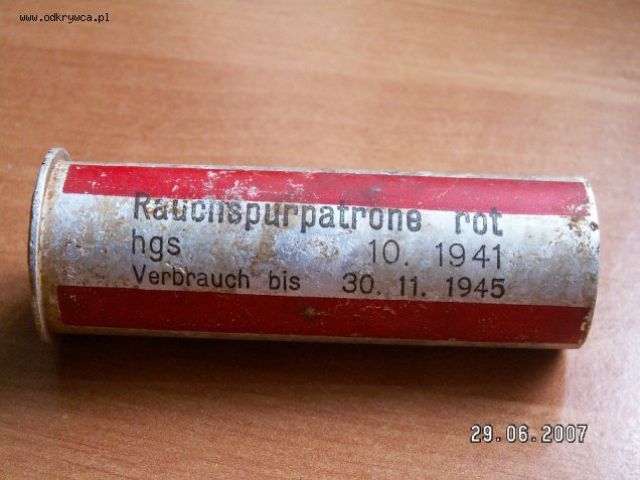 www.odkrywca.pl
Rauchspurpatrone rot
hgs 10. 1941
Verbrauch bis 30. 11. 1945
29.06.2007